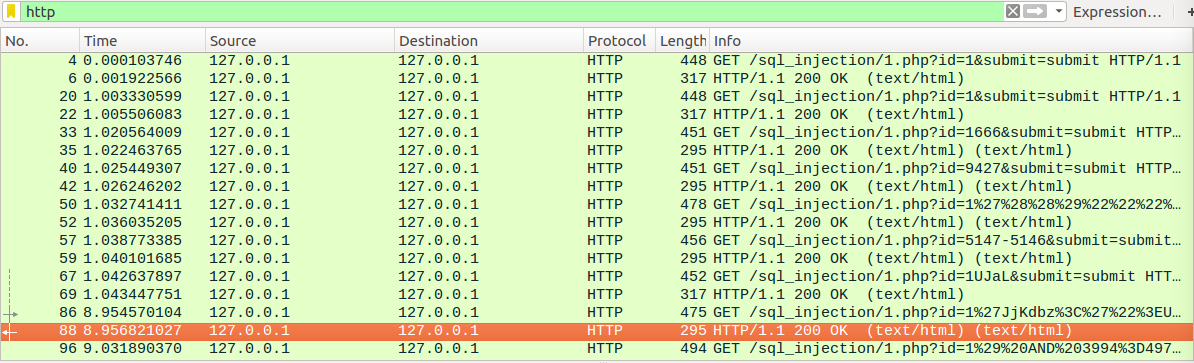 http Expression… +
No. Time Source Destination Protocol Length Info
4 0.000103746 127.0.0.1 127.0.0.1 HTTP 448 GET /sql_injection/1.php?id=1&submit=submit HTTP/1.1
6 0.001922566 127.0.0.1 127.0.0.1 HTTP 317 HTTP/1.1 200 OK (text/html)
20 1.003330599 127.0.0.1 127.0.0.1 HTTP 448 GET /sql_injection/1.php?id=1&submit=submit HTTP/1.1
22 1.005506083 127.0.0.1 127.0.0.1 HTTP 317 HTTP/1.1 200 OK (text/html)
33 1.020564009 127.0.0.1 127.0.0.1 HTTP 451 GET /sql_injection/1.php?id=1666&submit=submit HTTP…
35 1.022463765 127.0.0.1 127.0.0.1 HTTP 295 HTTP/1.1 200 OK (text/html) (text/html)
40 1.025449307 127.0.0.1 127.0.0.1 HTTP 451 GET /sql_injection/1.php?id=9427&submit=submit HTTP…
42 1.026246202 127.0.0.1 127.0.0.1 HTTP 295 HTTP/1.1 200 OK (text/html) (text/html)
50 1.032741411 127.0.0.1 127.0.0.1 HTTP 478 GET /sql_injection/1.php?id=1%27%28%28%29%22%22%22%…
52 1.036035205 127.0.0.1 127.0.0.1 HTTP 295 HTTP/1.1 200 OK (text/html) (text/html)
57 1.038773385 127.0.0.1 127.0.0.1 HTTP 456 GET /sql_injection/1.php?id=5147-5146&submit=submit…
59 1.040101685 127.0.0.1 127.0.0.1 HTTP 295 HTTP/1.1 200 OK (text/html) (text/html)
67 1.042637897 127.0.0.1 127.0.0.1 HTTP 452 GET /sql_injection/1.php?id=1UJaL&submit=submit HTT…
69 1.043447751 127.0.0.1 127.0.0.1 HTTP 317 HTTP/1.1 200 OK (text/html)
86 8.954570104 127.0.0.1 127.0.0.1 HTTP 475 GET /sql_injection/1.php?id=1%27JjKdbz%3C%27%22%3EU…
88 8.956821027 127.0.0.1 127.0.0.1 HTTP 295 HTTP/1.1 200 OK (text/html) (text/html)
96 9.031890370 127.0.0.1 127.0.0.1 HTTP 494 GET /sql_injection/1.php?id=1%29%20AND%203994%3D497…